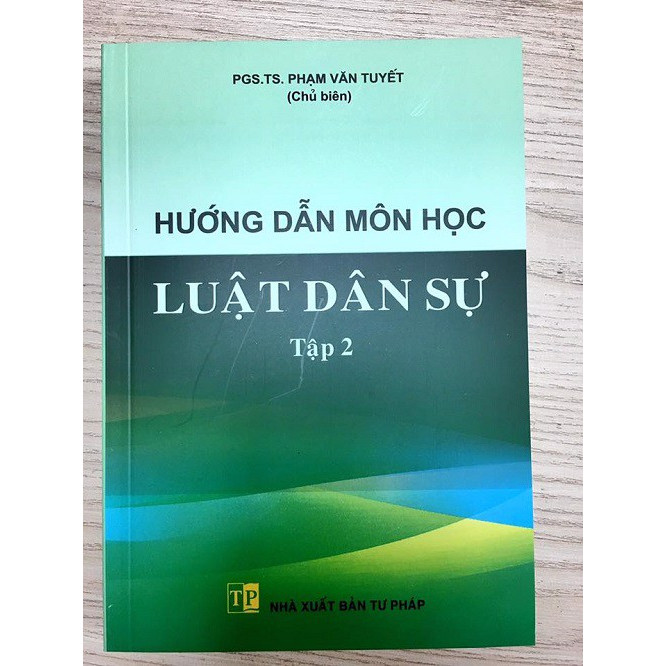 PGS.TS. PHẠM VĂN TUYẾT
(Chủ biên)
HƯỚNG DẪN MÔN HỌC
LUẬT DÂN SỰ
Tập 2
TP
NHÀ XUẤT BẢN TƯ PHÁP